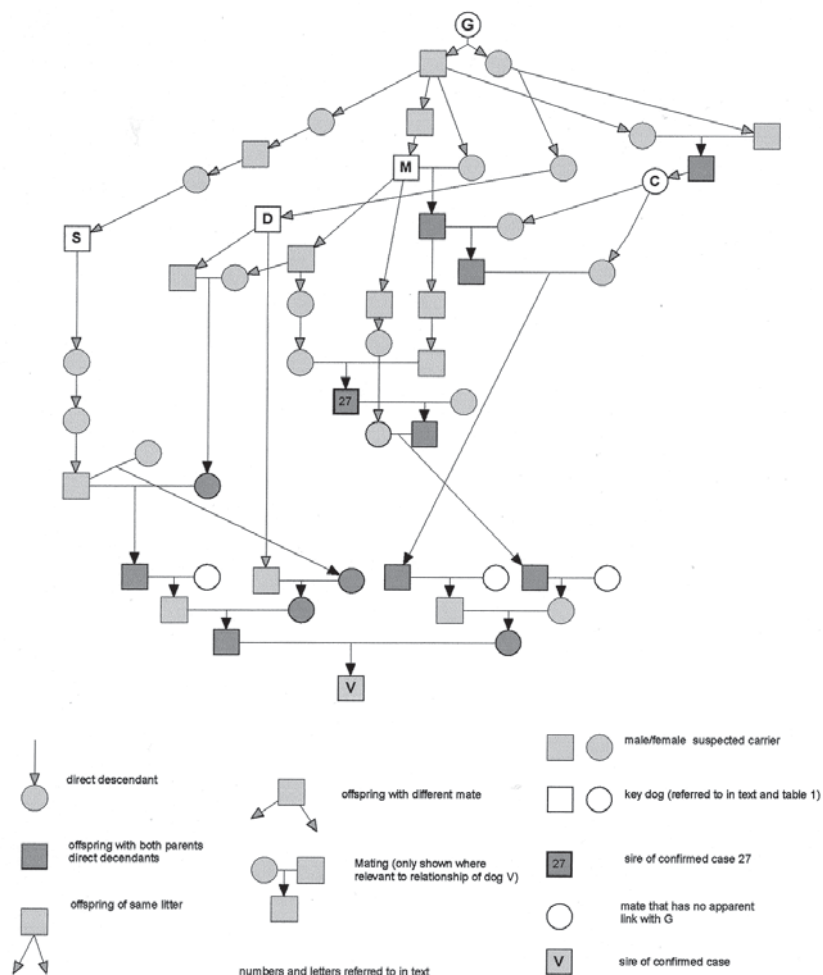 G
M
C
D
S
27
V
direct descendant
offspring with both parents
direct decendants
offspring of same litter
offspring with different mate
Mating (only shown where
relevant to relationship of dog V)
numbers and letters referred to in text
male/female suspected carrier
key dog (referred to in text and table 1)
27
sire of confirmed case 27
mate that has no apparent
link with G
V
sire of confirmed case